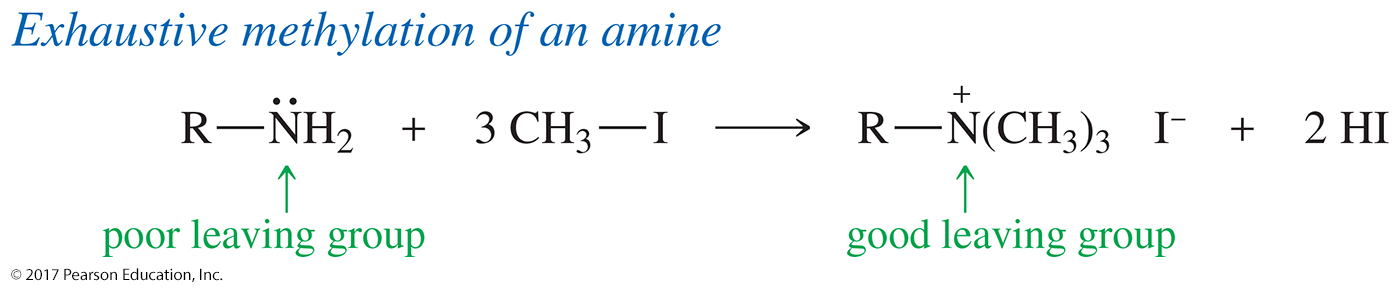 Exhaustive methylation of an amine
R—N̈H₂ + 3 CH₃—I ⟶ R—N⁺(CH₃)₃ I⁻ + 2 HI
poor leaving group good leaving group
© 2017 Pearson Education, Inc.